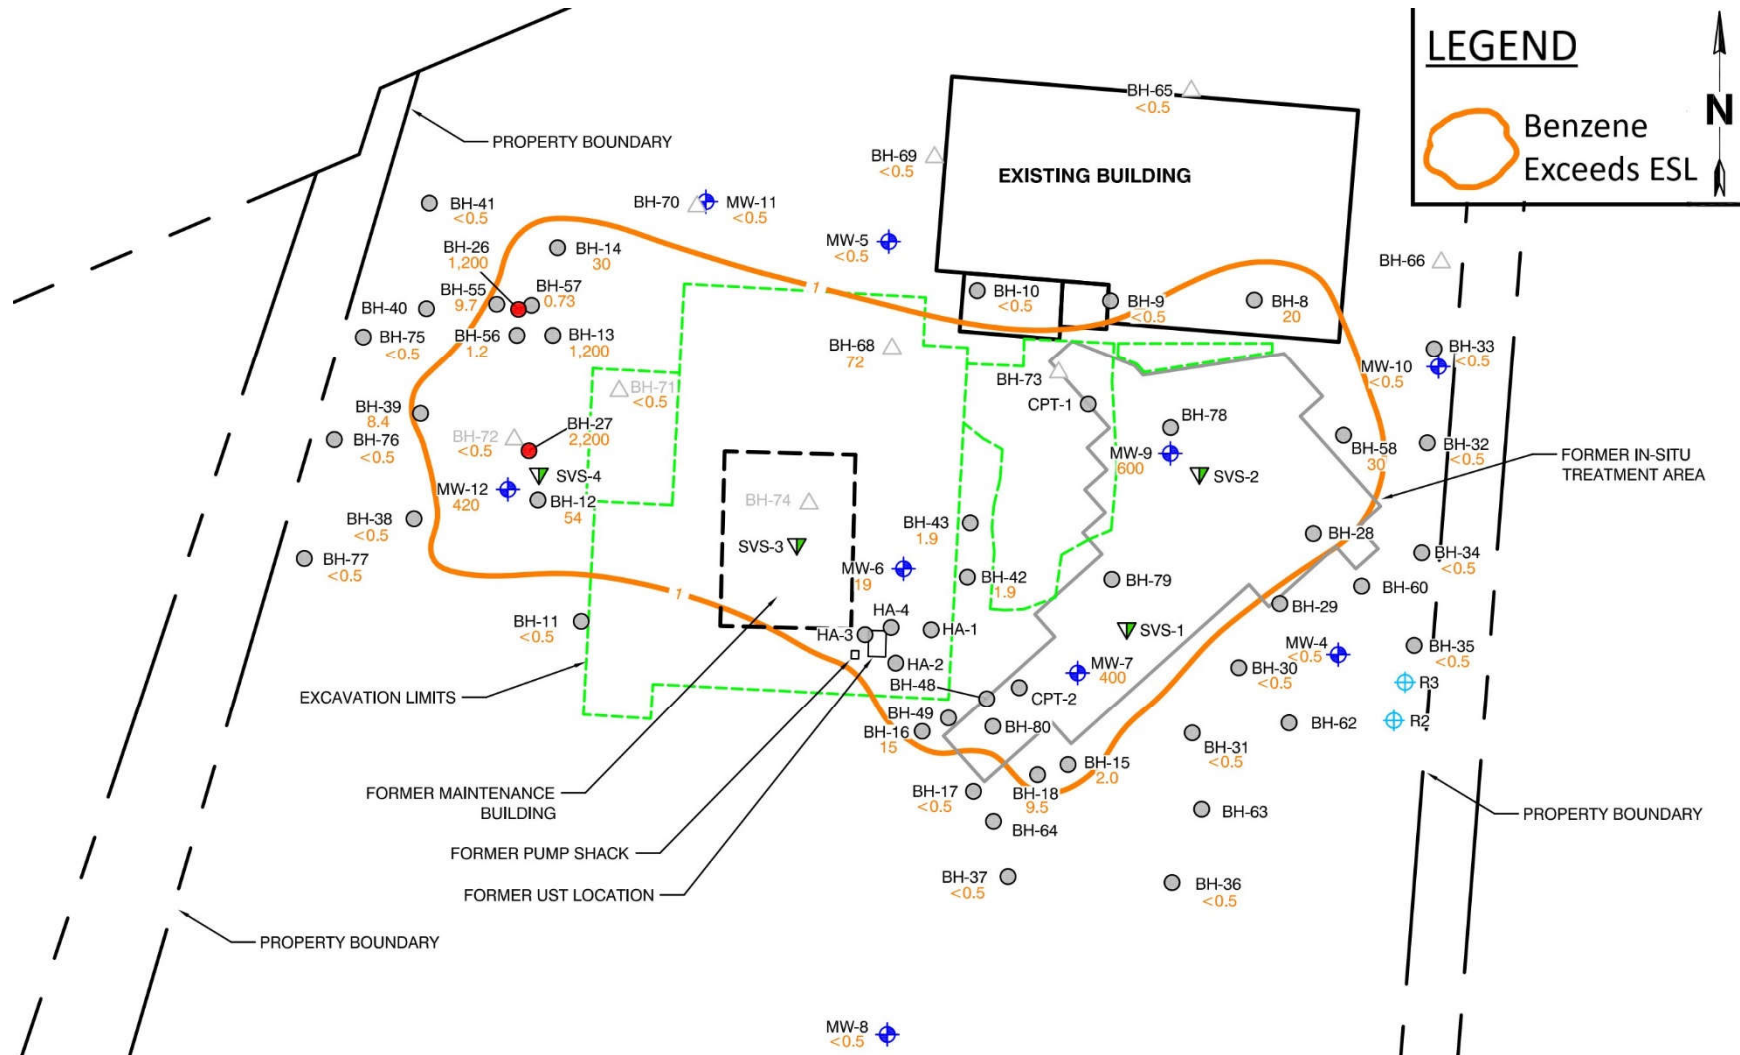 LEGEND
Benzene
Exceeds ESL
N
PROPERTY BOUNDARY
BH-65
<0.5
BH-69
<0.5
EXISTING BUILDING
BH-41
<0.5
BH-70
MW-11
<0.5
BH-26
1,200
BH-14
30
MW-5
<0.5
BH-66
BH-55
9.7
BH-57
0.73
1
BH-10
<0.5
BH-9
<0.5
BH-8
20
BH-40
BH-75
<0.5
BH-56
1.2
BH-13
1,200
BH-68
72
BH-33
<0.5
MW-10
<0.5
BH-73
BH-71
<0.5
CPT-1
BH-39
8.4
BH-27
2,200
BH-78
BH-76
<0.5
BH-72
<0.5
MW-9
600
BH-58
30
BH-32
<0.5
FORMER IN-SITU
TREATMENT AREA
SVS-4
SVS-2
MW-12
420
BH-12
54
BH-74
BH-38
<0.5
BH-43
1.9
BH-28
SVS-3
BH-34
<0.5
BH-77
<0.5
MW-6
19
BH-42
1.9
BH-79
BH-60
1
BH-29
BH-11
<0.5
HA-4
HA-3
HA-1
SVS-1
MW-4
<0.5
BH-35
<0.5
HA-2
MW-7
400
BH-30
<0.5
R3
EXCAVATION LIMITS
BH-48
CPT-2
BH-49
R2
BH-16
15
BH-80
BH-62
BH-31
<0.5
BH-15
2.0
FORMER MAINTENANCE
BUILDING
BH-17
<0.5
BH-18
9.5
BH-63
PROPERTY BOUNDARY
BH-64
FORMER PUMP SHACK
BH-37
<0.5
BH-36
<0.5
FORMER UST LOCATION
PROPERTY BOUNDARY
MW-8
<0.5